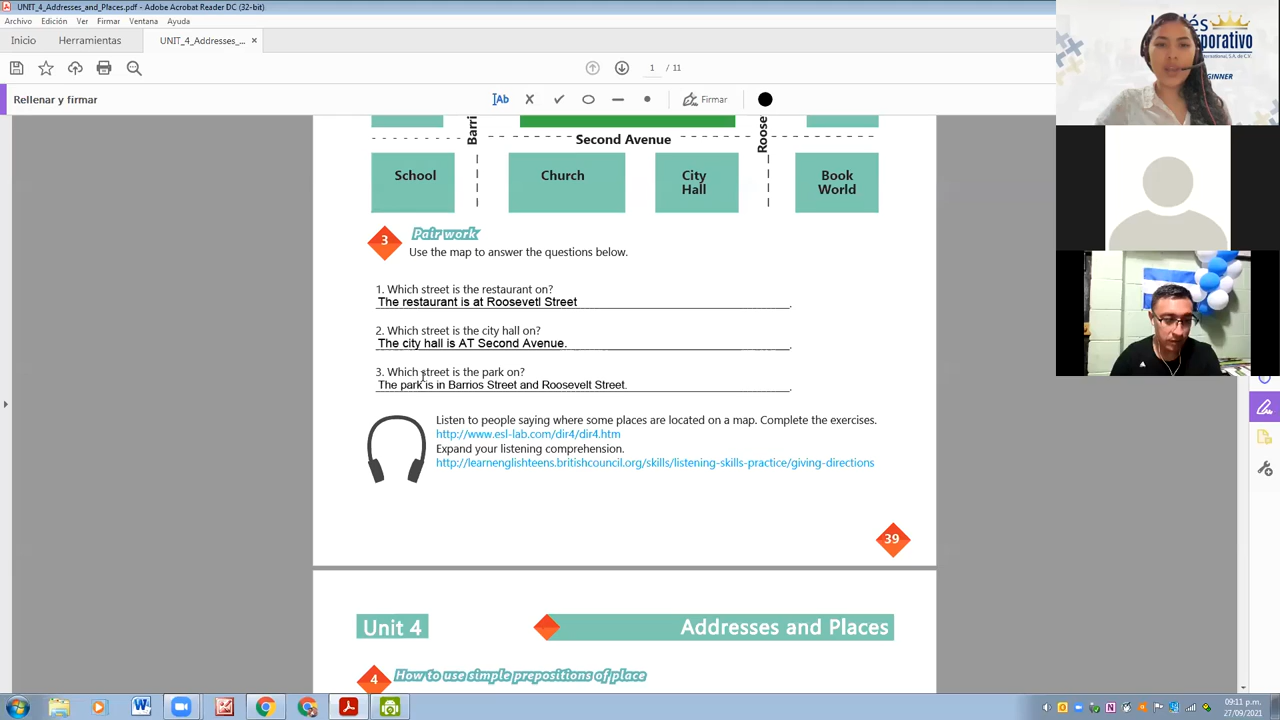 UNIT_4_Addresses_and_Places.pdf - Adobe Acrobat Reader DC (32-bit)
Archivo Edición Ver Firmar Ventana Ayuda
Inicio Herramientas UNIT_4_Addresses_... ×
1 / 11
Rellenar y firmar
Ab Firmar
Second Avenue
School
Church
City
Hall
Book
World
3 Pair work
Use the map to answer the questions below.
1. Which street is the restaurant on?
The restaurant is at Roosevetl Street
2. Which street is the city hall on?
The city hall is AT Second Avenue.
3. Which street is the park on?
The park is in Barrios Street and Roosevelt Street.
Listen to people saying where some places are located on a map. Complete the exercises.
http://www.esl-lab.com/dir4/dir4.htm
Expand your listening comprehension.
http://learnenglishteens.britishcouncil.org/skills/listening-skills-practice/giving-directions
39
Unit 4 Addresses and Places
4 How to use simple prepositions of place
09:11 p.m.
27/09/2021